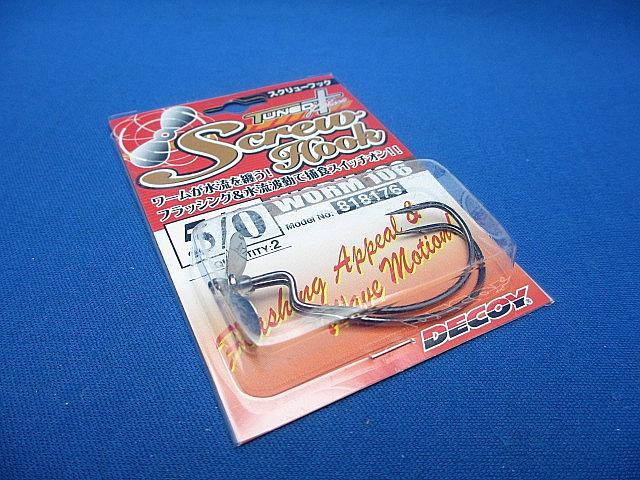 スクリューフック
TUNED+
Screw
Hook
ワームが水流を纏う!
フラッシング&水流波動で捕食スイッチオン!!
WORM 106
5/0
Model No. 818176
QUANTITY:2
Flashing Appeal &
Wave Motion!
DECOY®